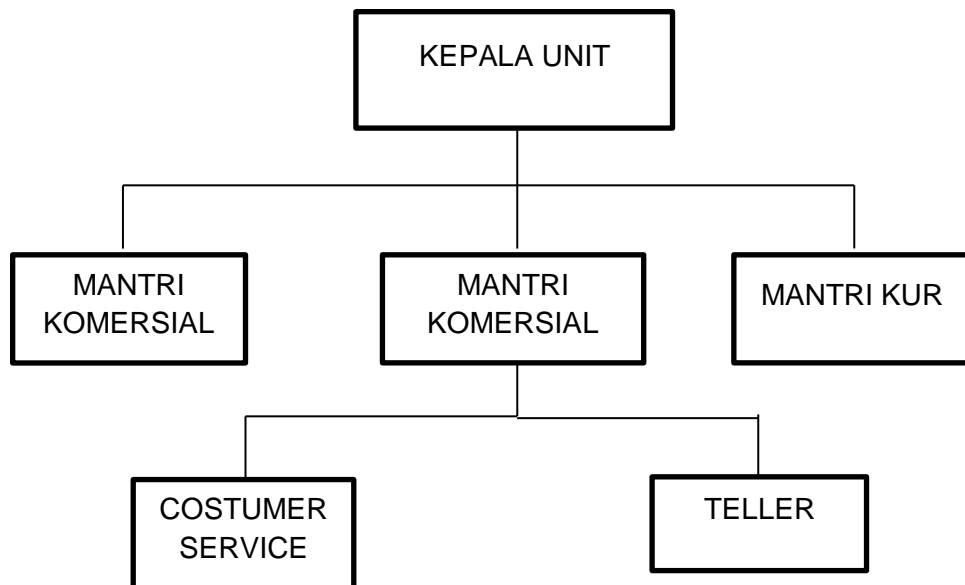 KEPALA UNIT
MANTRI
KOMERSIAL
MANTRI
KOMERSIAL
MANTRI KUR
COSTUMER
SERVICE
TELLER